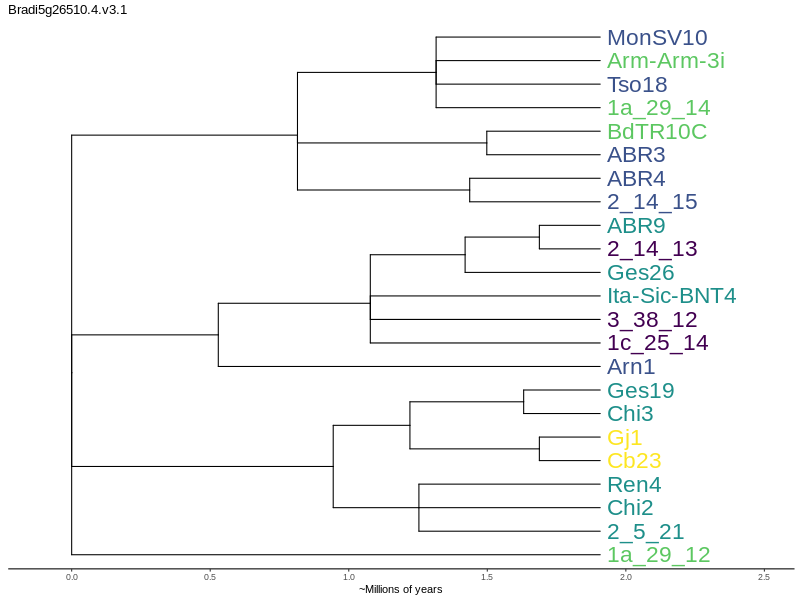 Bradi5g26510.4.v3.1
MonSV10
Arm-Arm-3i
Tso18
1a_29_14
BdTR10C
ABR3
ABR4
2_14_15
ABR9
2_14_13
Ges26
Ita-Sic-BNT4
3_38_12
1c_25_14
Arn1
Ges19
Chi3
Gj1
Cb23
Ren4
Chi2
2_5_21
1a_29_12
0.0 0.5 1.0 1.5 2.0 2.5
~Millions of years